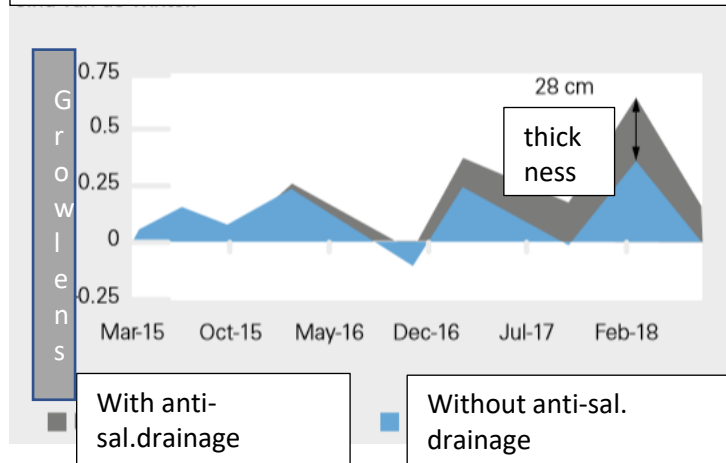 0.75
0.5
0.25
0
-0.25
Growlens
28 cm
thick
ness
Mar-15 Oct-15 May-16 Dec-16 Jul-17 Feb-18
With anti-
sal.drainage
Without anti-sal.
drainage